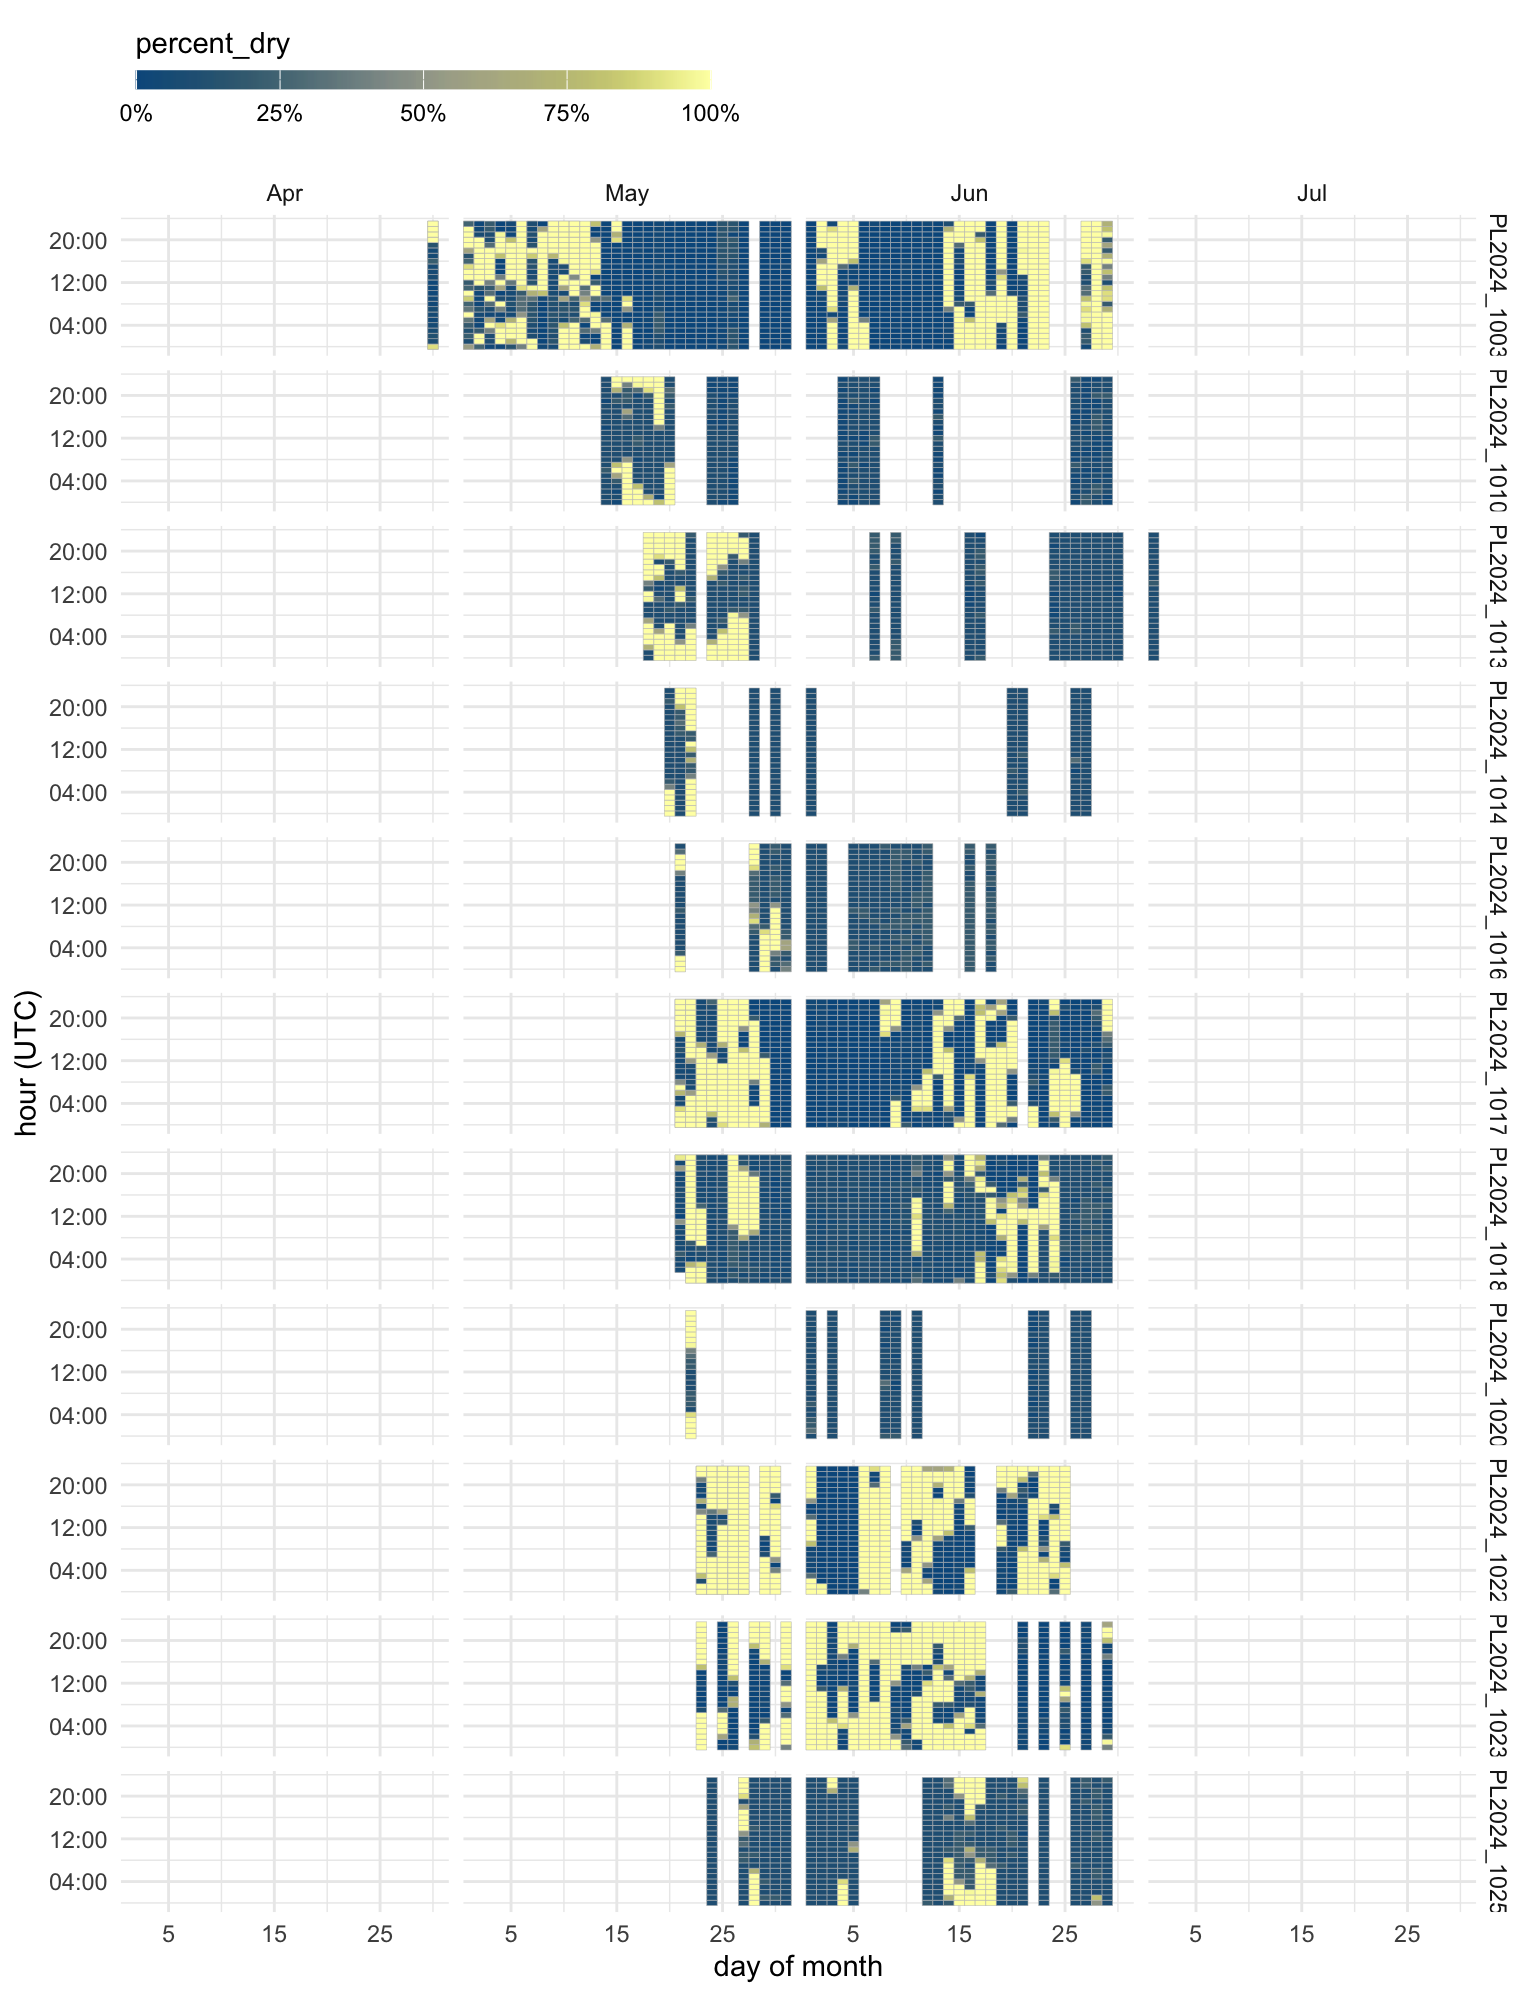 percent_dry
0% 25% 50% 75% 100%
Apr May Jun Jul
20:00
12:00
04:00
PL2024_1003
20:00
12:00
04:00
PL2024_1010
20:00
12:00
04:00
PL2024_1013
20:00
12:00
04:00
PL2024_1014
20:00
12:00
04:00
PL2024_1016
hour (UTC)
20:00
12:00
04:00
PL2024_1017
20:00
12:00
04:00
PL2024_1018
20:00
12:00
04:00
PL2024_1020
20:00
12:00
04:00
PL2024_1022
20:00
12:00
04:00
PL2024_1023
20:00
12:00
04:00
PL2024_1025
5 15 25 5 15 25 5 15 25 5 15 25
day of month